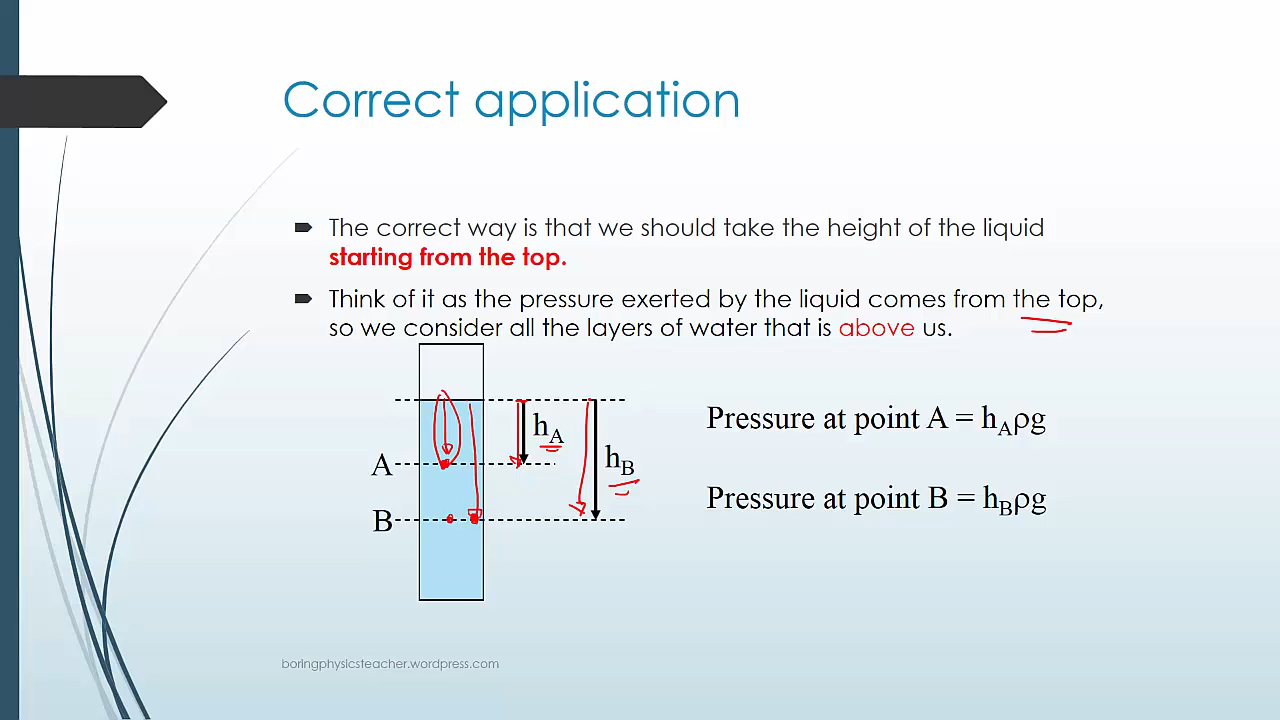 Correct application
The correct way is that we should take the height of the liquid
starting from the top.
Think of it as the pressure exerted by the liquid comes from the top,
so we consider all the layers of water that is above us.
hA
Pressure at point A = hAρg
A
hB
Pressure at point B = hBρg
B
boringphysicsteacher.wordpress.com